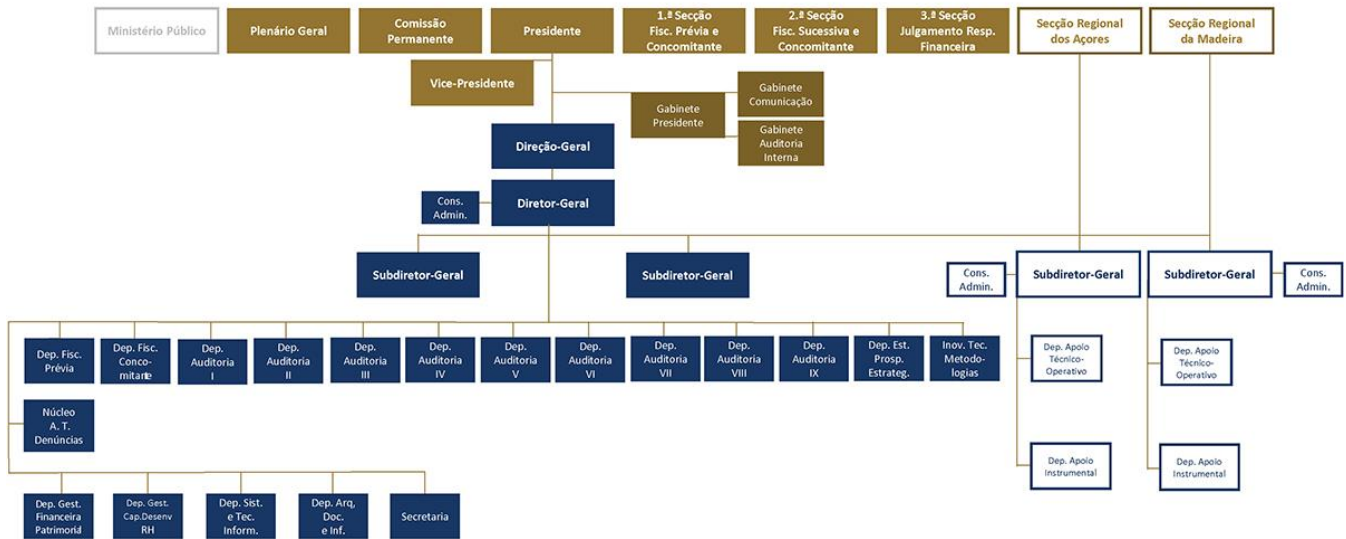 Ministério Público
Plenário Geral
Comissão
Permanente
Presidente
1.ª Secção
Fisc. Prévia e
Concomitante
2.ª Secção
Fisc. Sucessiva e
Concomitante
3.ª Secção
Julgamento Resp.
Financeira
Secção Regional
dos Açores
Secção Regional
da Madeira
Vice-Presidente
Gabinete
Presidente
Gabinete
Comunicação
Gabinete
Auditoria
Interna
Direção-Geral
Cons.
Admin.
Diretor-Geral
Subdiretor-Geral
Subdiretor-Geral
Cons.
Admin.
Subdiretor-Geral
Subdiretor-Geral
Cons.
Admin.
Dep. Fisc.
Prévia
Dep. Fisc.
Conco-
mitante
Dep.
Auditoria
I
Dep.
Auditoria
II
Dep.
Auditoria
III
Dep.
Auditoria
IV
Dep.
Auditoria
V
Dep.
Auditoria
VI
Dep.
Auditoria
VII
Dep.
Auditoria
VIII
Dep.
Auditoria
IX
Dep. Est.
Prosp.
Estrateg.
Inov. Tec.
Metodo-
logias
Dep. Apoio
Técnico-
Operativo
Dep. Apoio
Técnico-
Operativo
Núcleo
A. T.
Denúncias
Dep. Apoio
Instrumental
Dep. Apoio
Instrumental
Dep. Gest.
Financeira
Patrimorial
Dep. Gest.
Cap.Desenv
RH
Dep. Sist.
e Tec.
Inform.
Dep. Arq,
Doc.
e Inf.
Secretaria